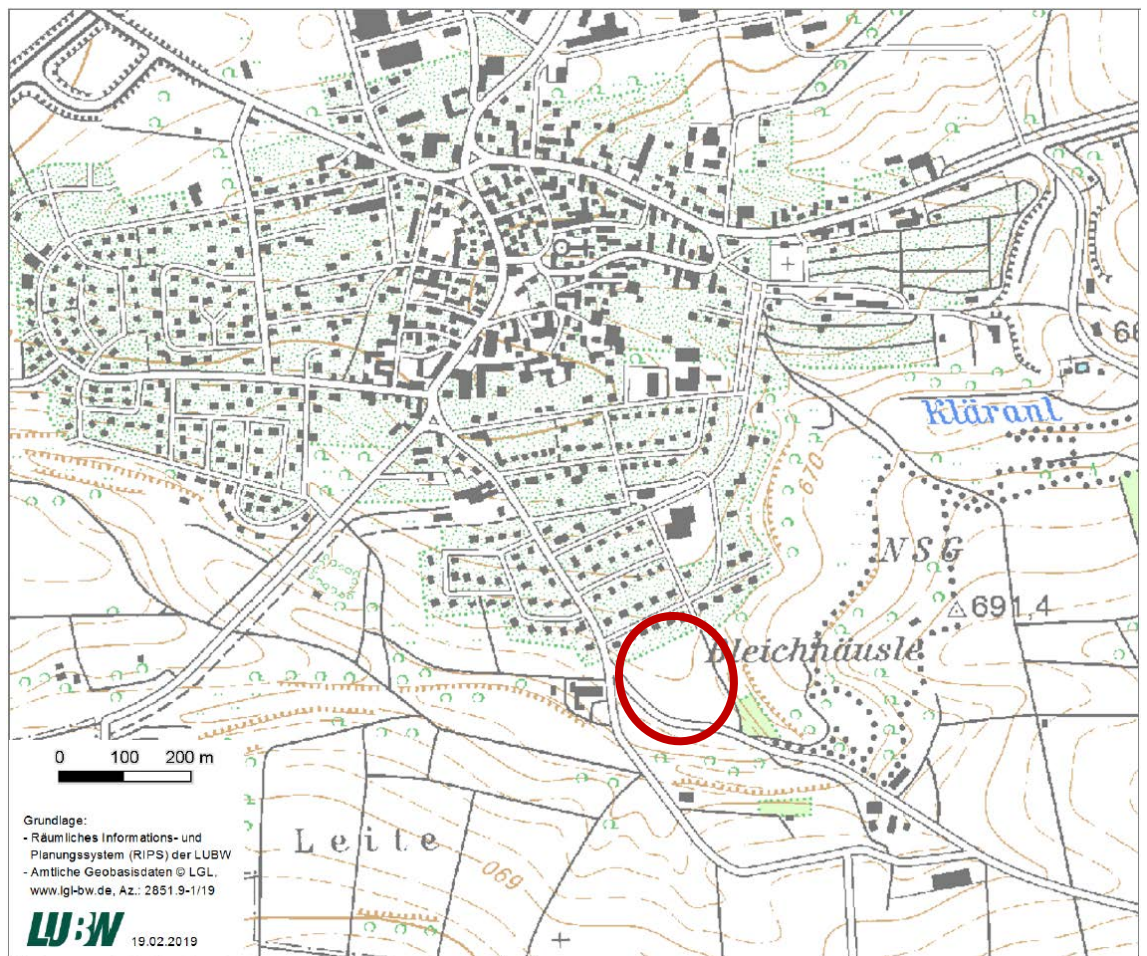 Kläranl
670
NSG
691,4
Bleichhäusle
0 100 200 m
Grundlage:
- Räumliches Informations- und
Planungssystem (RIPS) der LUBW
- Amtliche Geobasisdaten © LGL,
www.lgl-bw.de, Az.: 2851.9-1/19
Leite
690
LUBW 19.02.2019